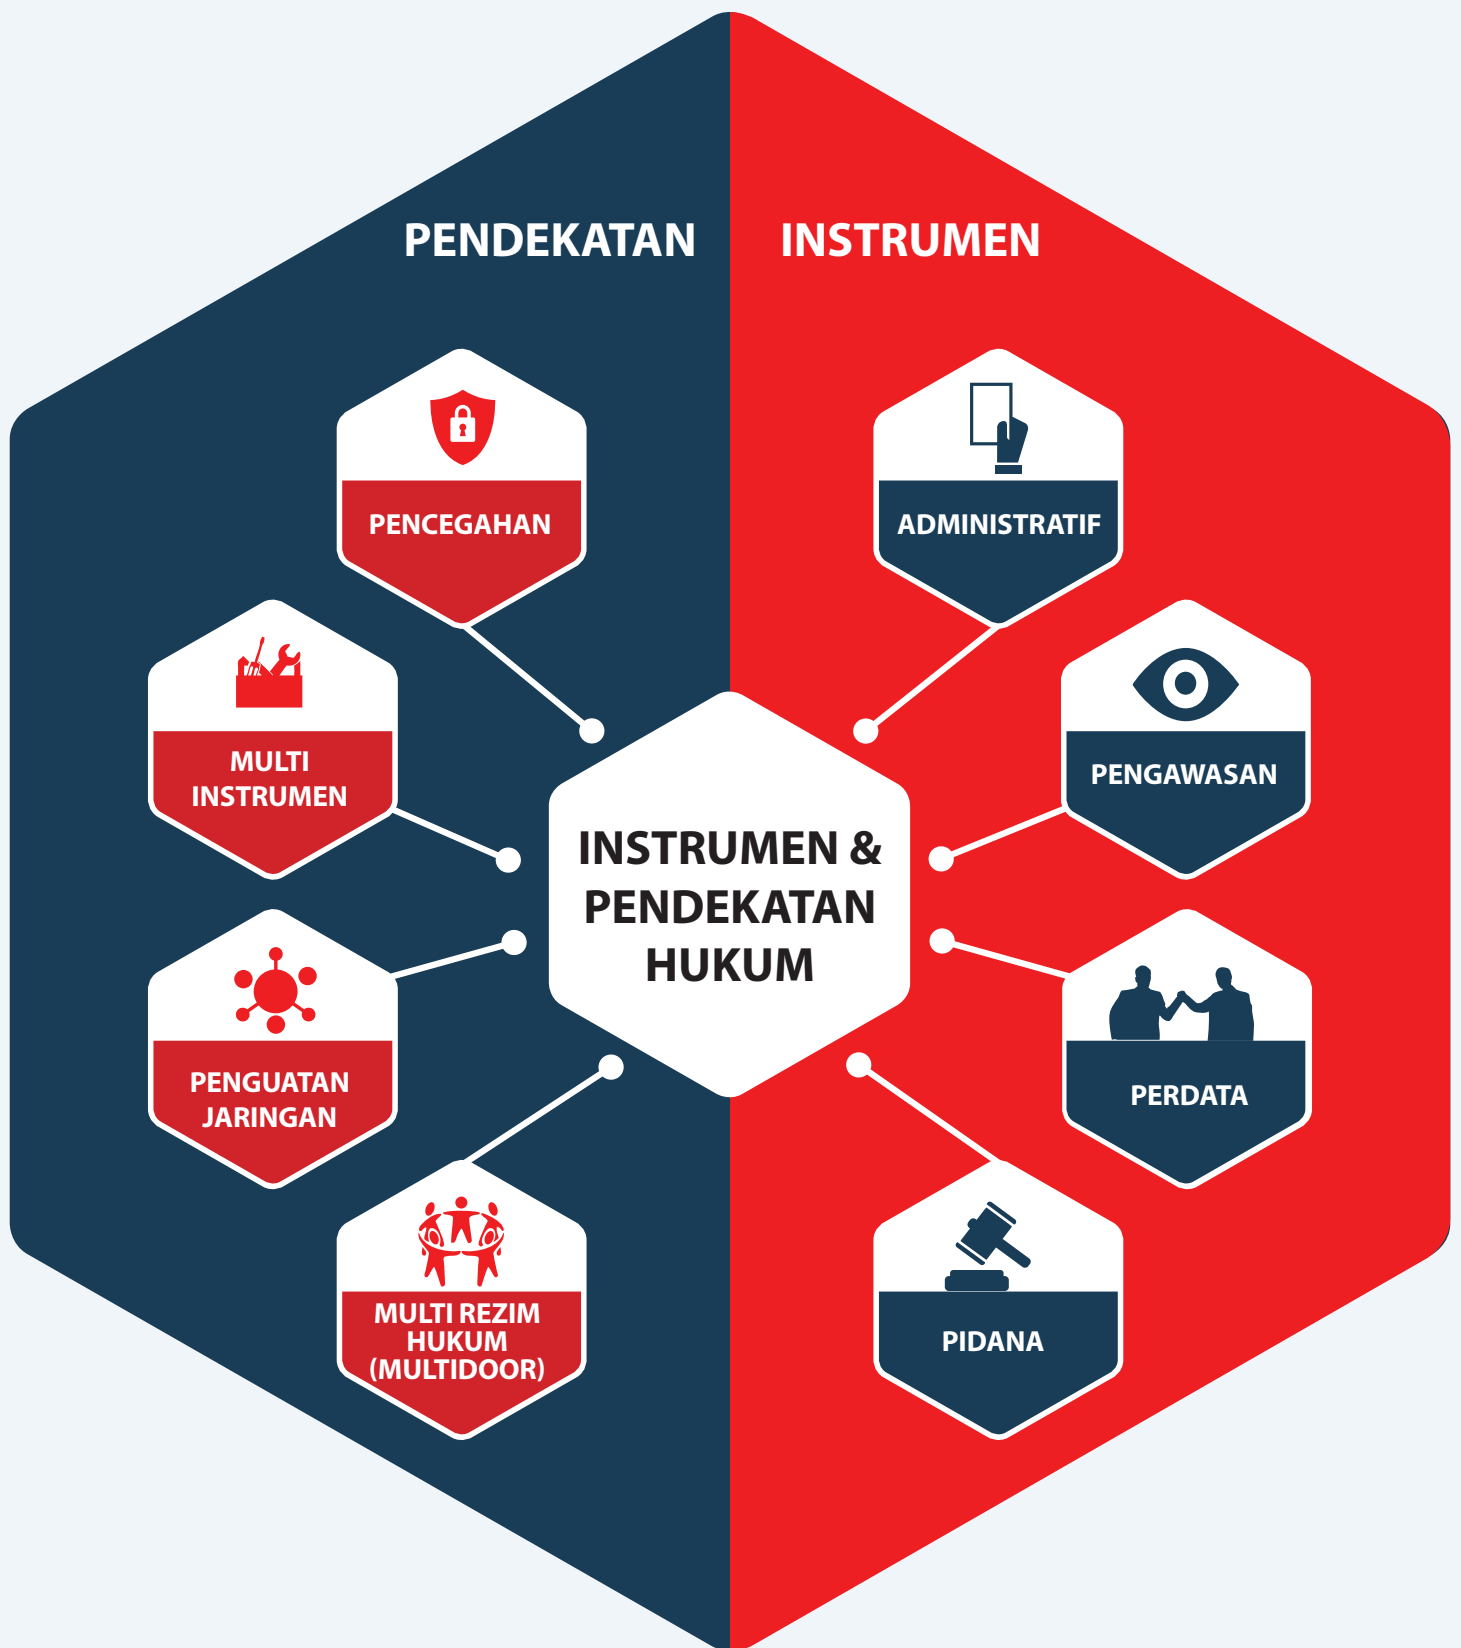 PENDEKATAN
INSTRUMEN
PENCEGAHAN
MULTI
INSTRUMEN
PENGUATAN
JARINGAN
MULTI REZIM
HUKUM
(MULTIDOOR)
INSTRUMEN &
PENDEKATAN
HUKUM
ADMINISTRATIF
PENGAWASAN
PERDATA
PIDANA